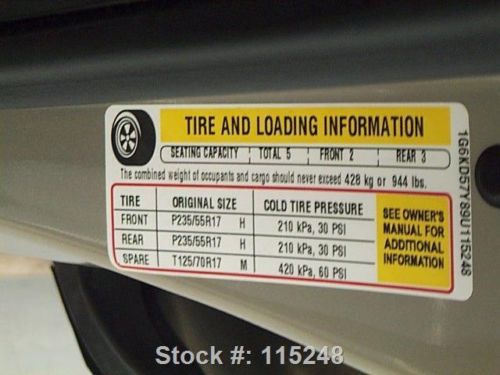 TIRE AND LOADING INFORMATION
SEATING CAPACITY TOTAL 5 FRONT 2 REAR 3
The combined weight of occupants and cargo should never exceed 428 kg or 944 lbs.
TIRE ORIGINAL SIZE COLD TIRE PRESSURE
FRONT P235/55R17 H 210 kPa, 30 PSI
REAR P235/55R17 H 210 kPa, 30 PSI
SPARE T125/70R17 M 420 kPa, 60 PSI
SEE OWNER'S
MANUAL FOR
ADDITIONAL
INFORMATION
1G6KD57Y89U115248
Stock #: 115248